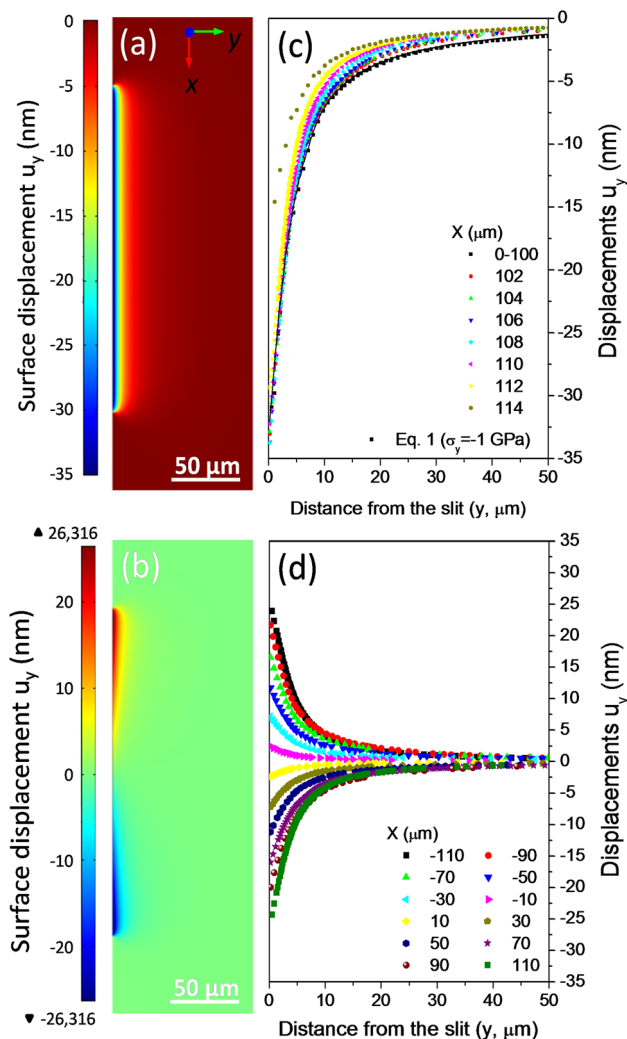 (a)
y
x
0
-5
-10
-15
-20
-25
-30
-35
Surface displacement u_y (nm)
50 µm
(c)
0
-5
-10
-15
-20
-25
-30
-35
Displacements u_y (nm)
X (µm)
0-100
102
104
106
108
110
112
114
Eq. 1 (σ_y=-1 GPa)
0 10 20 30 40 50
Distance from the slit (y, µm)
▲ 26,316
(b)
20
10
0
-10
-20
Surface displacement u_y (nm)
▼ -26,316
50 µm
(d)
35
30
25
20
15
10
5
0
-5
-10
-15
-20
-25
-30
-35
Displacements u_y (nm)
X (µm)
-110 -90
-70 -50
-30 -10
10 30
50 70
90 110
0 10 20 30 40 50
Distance from the slit (y, µm)